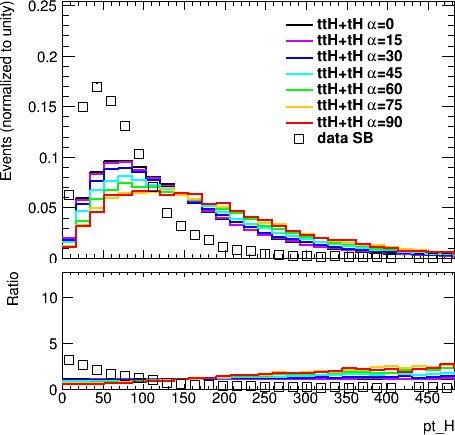 Events (normalized to unity)
0.25
0.2
0.15
0.1
0.05
0
ttH+tH α=0
ttH+tH α=15
ttH+tH α=30
ttH+tH α=45
ttH+tH α=60
ttH+tH α=75
ttH+tH α=90
data SB
Ratio
10
5
0
0 50 100 150 200 250 300 350 400 450
pt_H